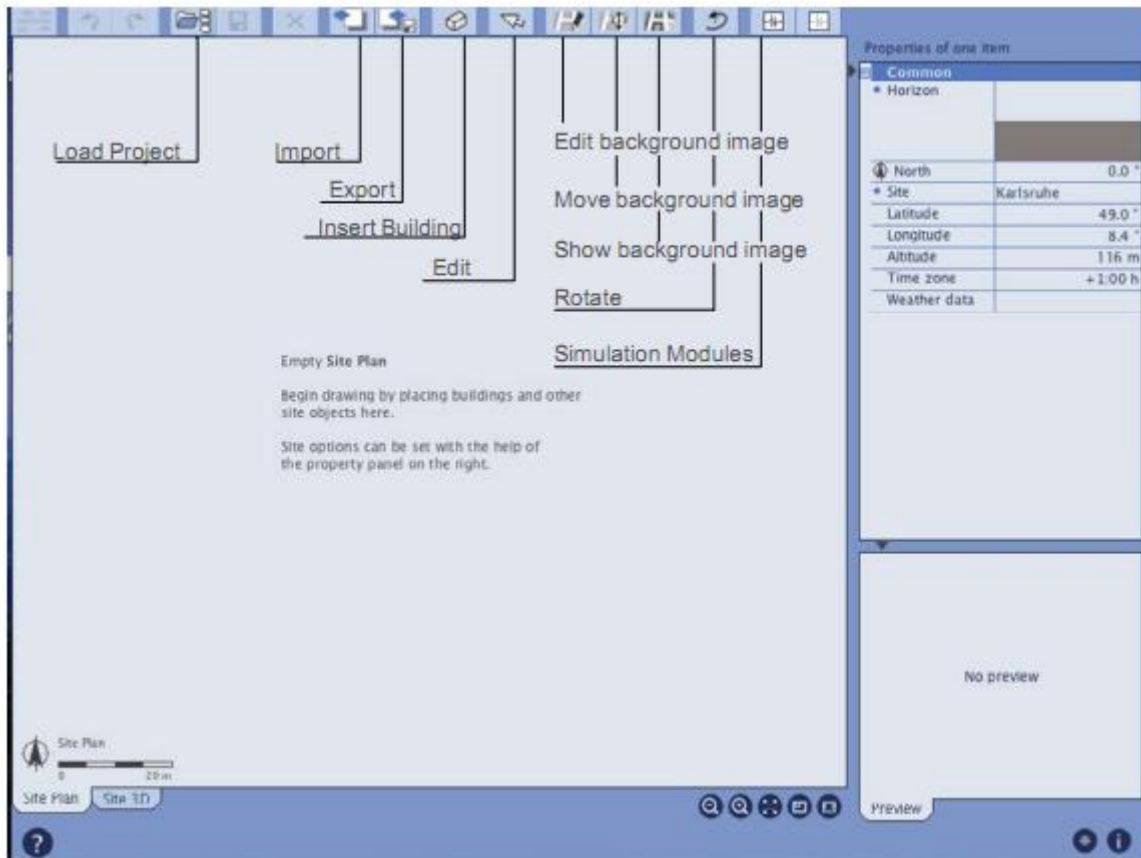 Properties of one item
Common
Horizon
North 0.0 °
Site Karlsruhe
Latitude 49.0 °
Longitude 8.4 °
Altitude 116 m
Time zone +1:00 h
Weather data
Load Project
Import
Export
Insert Building
Edit
Edit background image
Move background image
Show background image
Rotate
Simulation Modules
Empty Site Plan
Begin drawing by placing buildings and other
site objects here.
Site options can be set with the help of
the property panel on the right.
No preview
Site Plan
0 20 m
Site Plan Site 3D
Preview
?
i